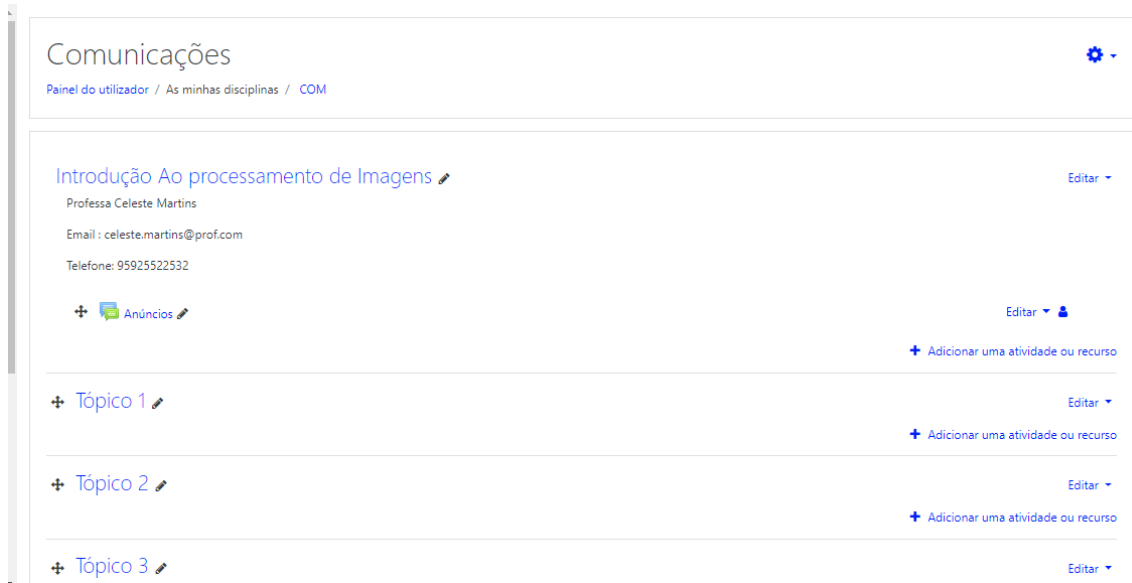 Comunicações
Painel do utilizador / As minhas disciplinas / COM
Introdução Ao processamento de Imagens Editar
Professa Celeste Martins
Email : celeste.martins@prof.com
Telefone: 95925522532
Anúncios Editar
+ Adicionar uma atividade ou recurso
Tópico 1 Editar
+ Adicionar uma atividade ou recurso
Tópico 2 Editar
+ Adicionar uma atividade ou recurso
Tópico 3 Editar